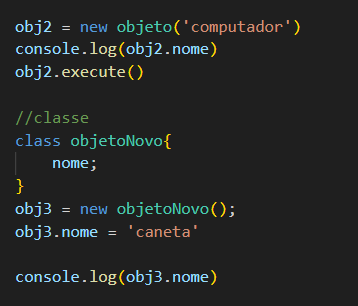 obj2 = new objeto('computador')
console.log(obj2.nome)
obj2.execute()
//classe
class objetoNovo{
nome;
}
obj3 = new objetoNovo();
obj3.nome = 'caneta'
console.log(obj3.nome)